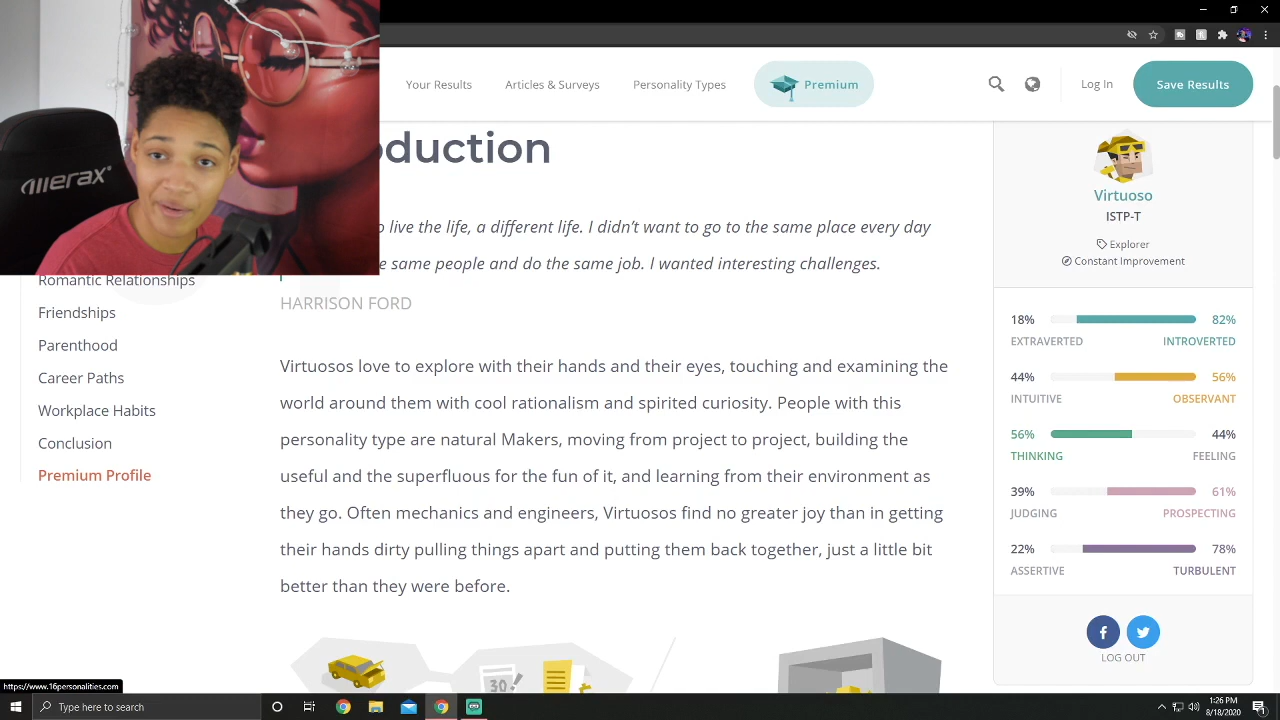 Your Results
Articles & Surveys
Personality Types
Premium
Log In
Save Results
oduction
o live the life, a different life. I didn't want to go to the same place every day
e same people and do the same job. I wanted interesting challenges.
HARRISON FORD
Virtuosos love to explore with their hands and their eyes, touching and examining the
world around them with cool rationalism and spirited curiosity. People with this
personality type are natural Makers, moving from project to project, building the
useful and the superfluous for the fun of it, and learning from their environment as
they go. Often mechanics and engineers, Virtuosos find no greater joy than in getting
their hands dirty pulling things apart and putting them back together, just a little bit
better than they were before.
30
merax
Romantic Relationships
Friendships
Parenthood
Career Paths
Workplace Habits
Conclusion
Premium Profile
Virtuoso
ISTP-T
Explorer
Constant Improvement
18% 82%
EXTRAVERTED INTROVERTED
44% 56%
INTUITIVE OBSERVANT
56% 44%
THINKING FEELING
39% 61%
JUDGING PROSPECTING
22% 78%
ASSERTIVE TURBULENT
LOG OUT
https://www.16personalities.com
Type here to search
1:26 PM
8/18/2020